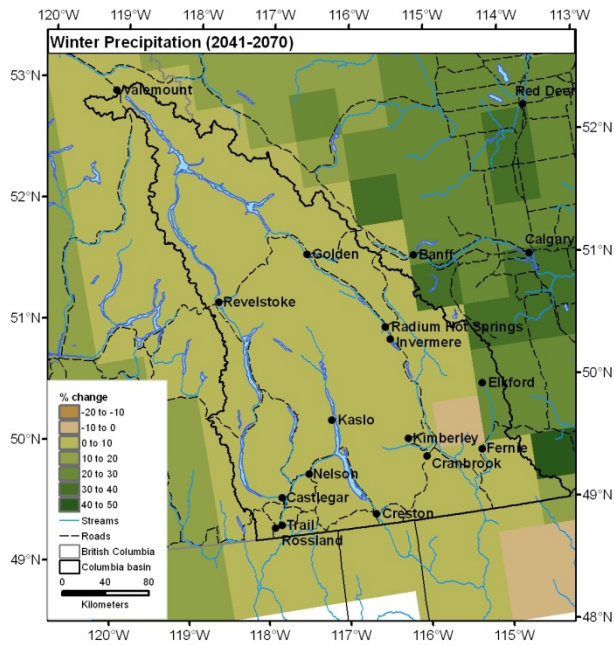 120°W 119°W 118°W 117°W 116°W 115°W 114°W 113°W
Winter Precipitation (2041-2070)
53°N
Valemount
Red Deer
52°N
52°N
Golden
Banff
Calgary
51°N
Revelstoke
51°N
Radium Hot Springs
Invermere
50°N
Elkford
% change
-20 to -10
-10 to 0
0 to 10
10 to 20
20 to 30
30 to 40
40 to 50
Streams
Roads
British Columbia
Columbia basin
0 40 80
Kilometers
Kaslo
50°N
Kimberley
Fernie
Cranbrook
Nelson
Castlegar
49°N
Creston
Trail
Rossland
49°N
48°N
120°W 119°W 118°W 117°W 116°W 115°W